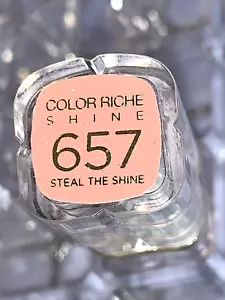 COLOR RICHE
SHINE
657
STEAL THE SHINE